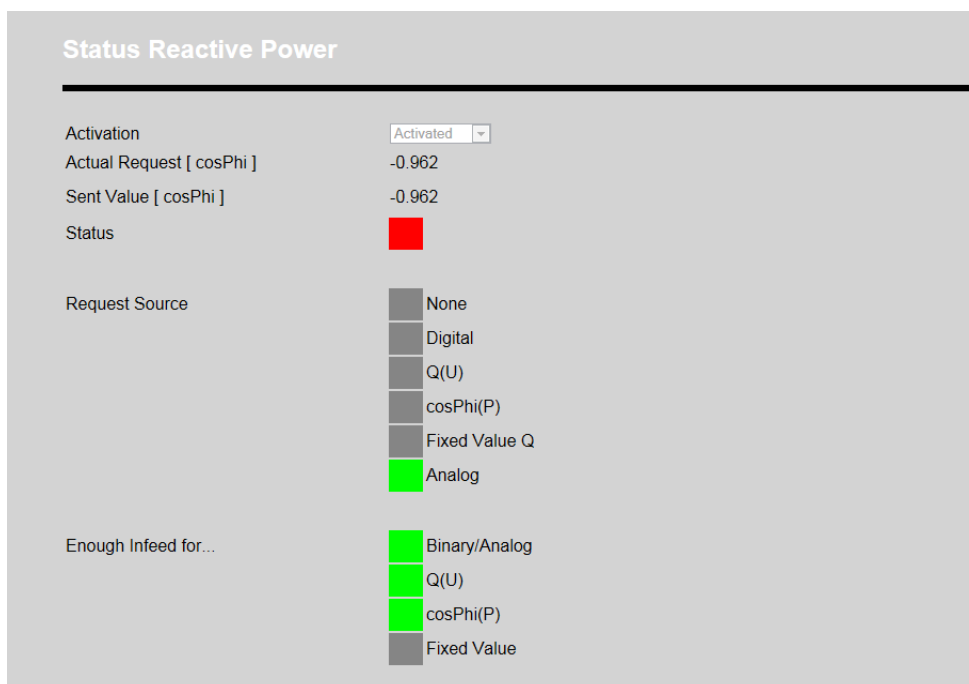 Status Reactive Power
Activation Activated
Actual Request [ cosPhi ] -0.962
Sent Value [ cosPhi ] -0.962
Status
Request Source None
Digital
Q(U)
cosPhi(P)
Fixed Value Q
Analog
Enough Infeed for... Binary/Analog
Q(U)
cosPhi(P)
Fixed Value